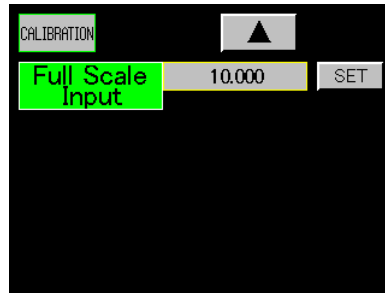 CALIBRATION
▲
Full Scale
Input
10.000
SET